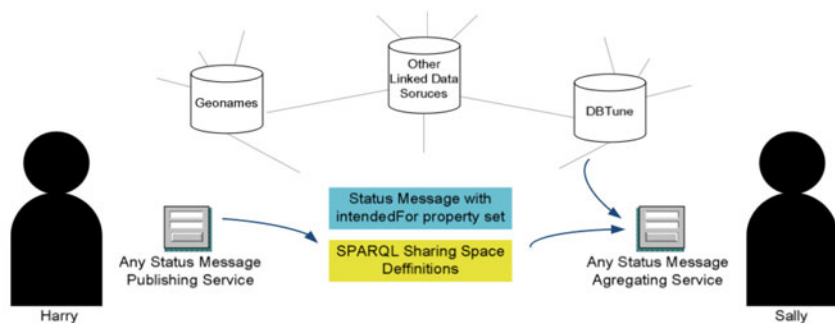 Other
Linked Data
Soruces
Geonames
DBTune
Status Message with
intendedFor property set
SPARQL Sharing Space
Deffinitions
Any Status Message
Publishing Service
Any Status Message
Agregating Service
Harry
Sally